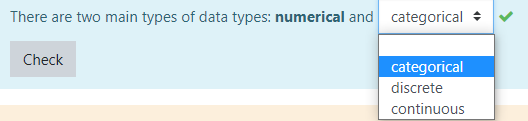 There are two main types of data types: numerical and categorical
Check
categorical
discrete
continuous